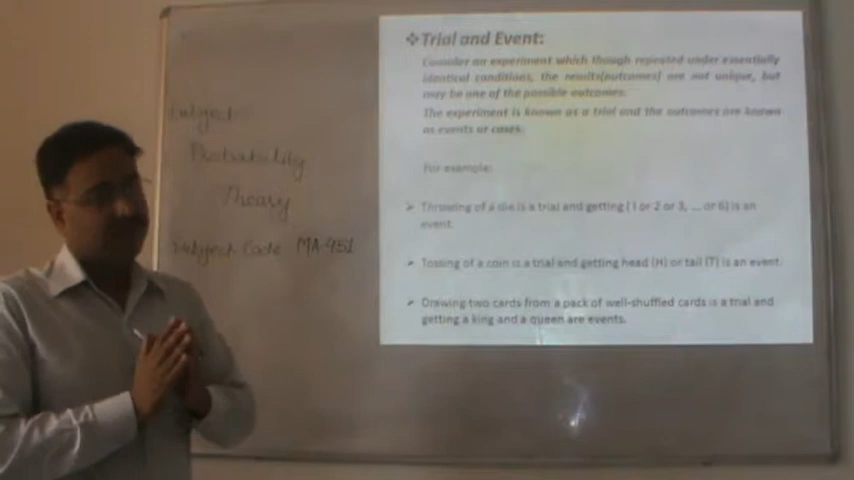 Subject:
Probability
Theory
Subject Code MA-451
❖Trial and Event:
Consider an experiment which though repeated under essentially
identical conditions, the results(outcomes) are not unique, but
may be one of the possible outcomes.
The experiment is known as a trial and the outcomes are known
as events or cases.
For example:
➤ Throwing of a die is a trial and getting (1 or 2 or 3, ... or 6) is an
event.
➤ Tossing of a coin is a trial and getting head (H) or tail (T) is an event.
➤ Drawing two cards from a pack of well-shuffled cards is a trial and
getting a king and a queen are events.